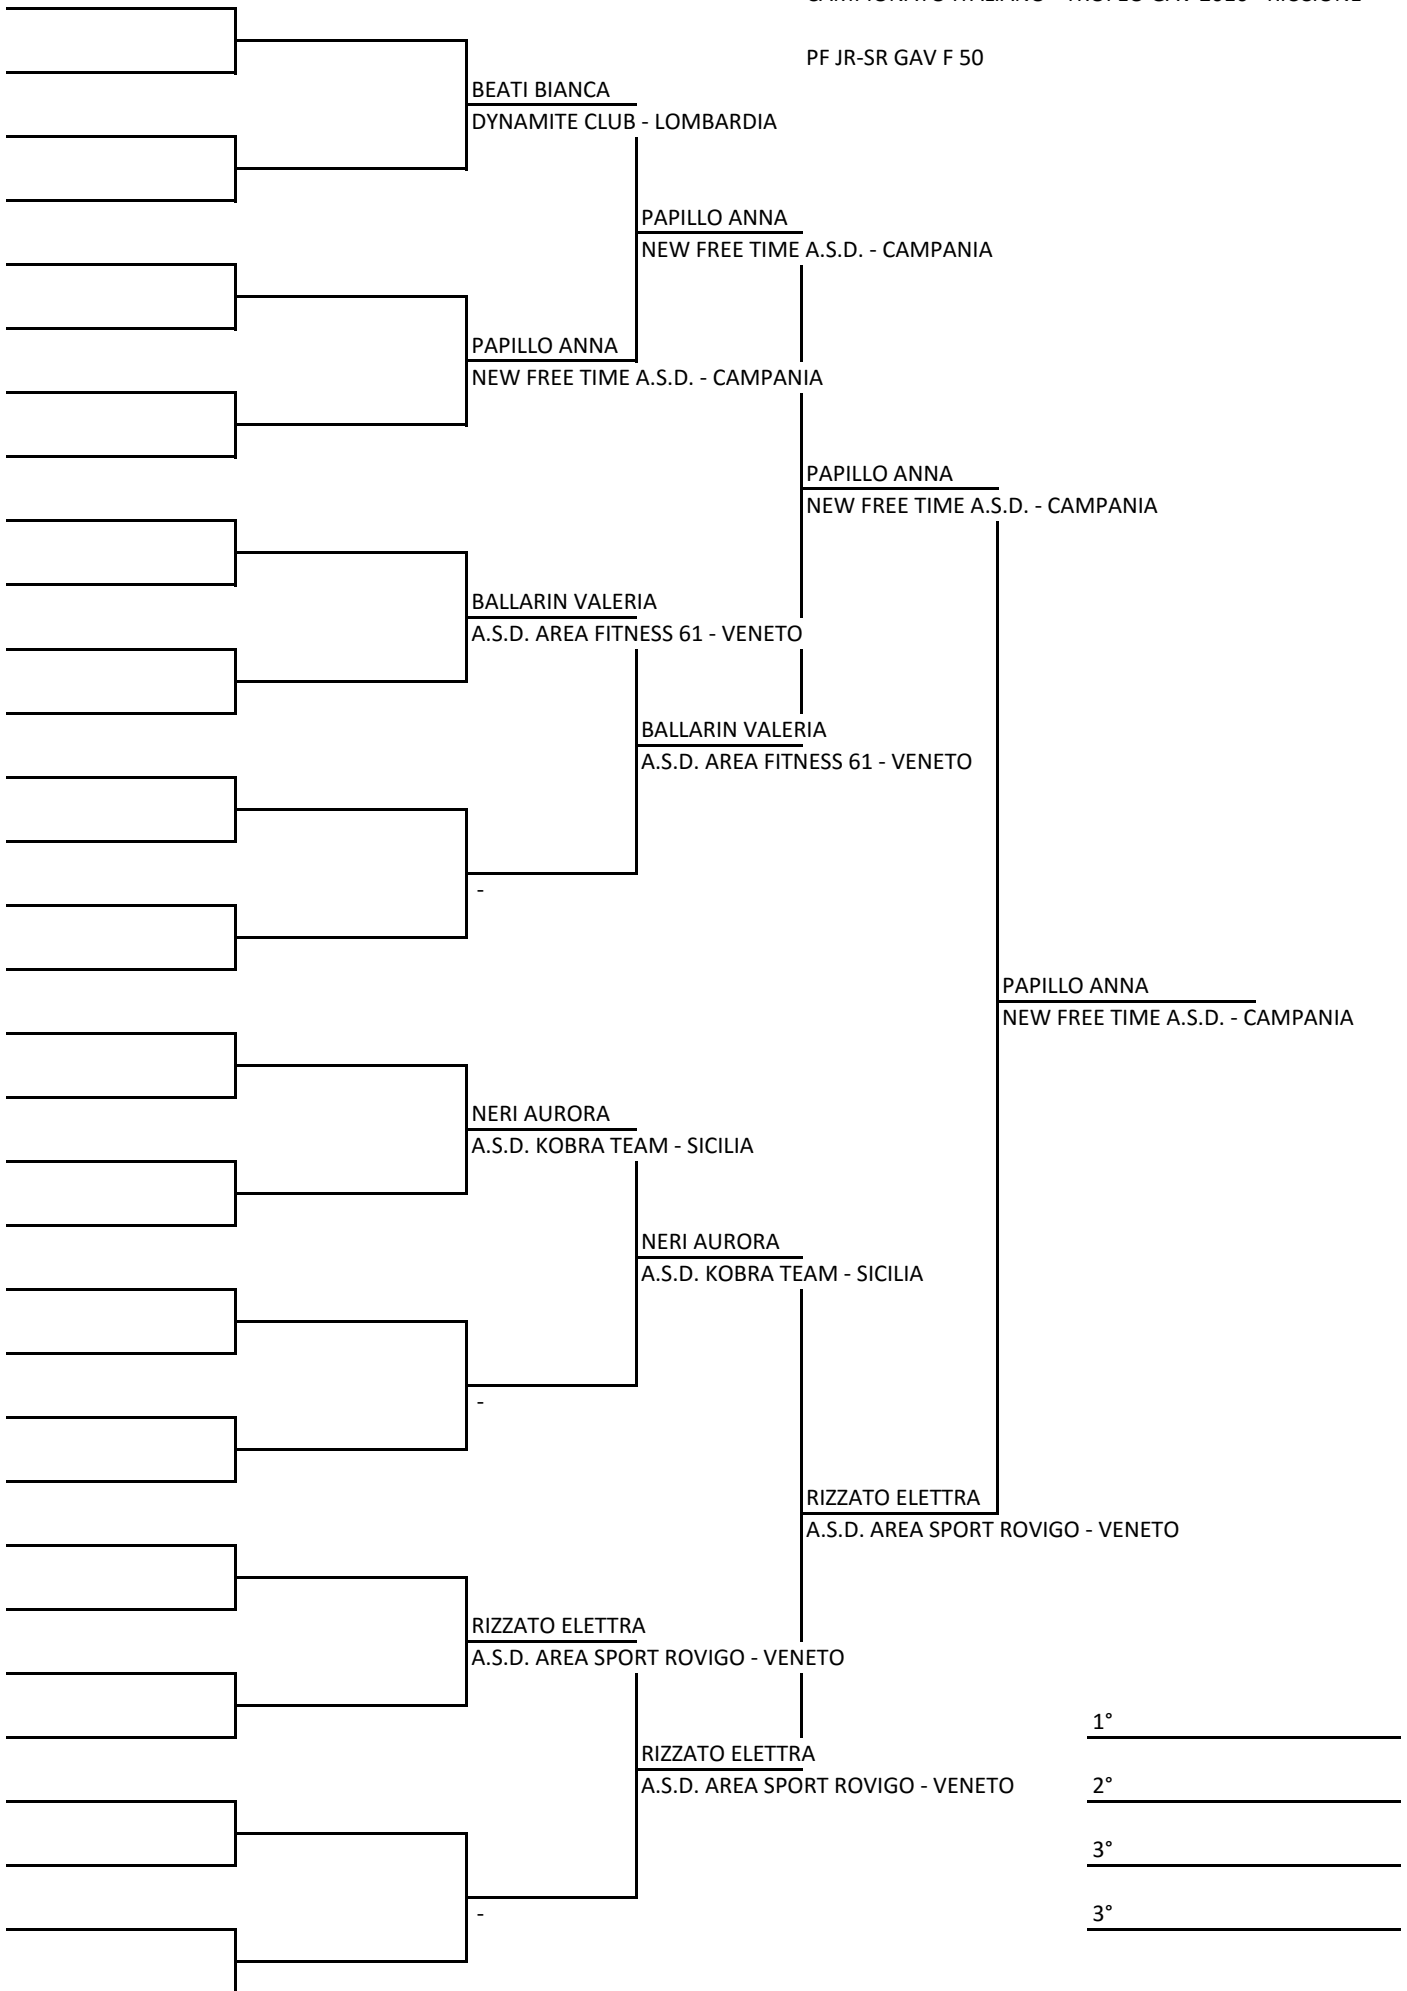 PF JR-SR GAV F 50
BEATI BIANCA
DYNAMITE CLUB - LOMBARDIA
PAPILLO ANNA
NEW FREE TIME A.S.D. - CAMPANIA
PAPILLO ANNA
NEW FREE TIME A.S.D. - CAMPANIA
PAPILLO ANNA
NEW FREE TIME A.S.D. - CAMPANIA
BALLARIN VALERIA
A.S.D. AREA FITNESS 61 - VENETO
BALLARIN VALERIA
A.S.D. AREA FITNESS 61 - VENETO
-
PAPILLO ANNA
NEW FREE TIME A.S.D. - CAMPANIA
NERI AURORA
A.S.D. KOBRA TEAM - SICILIA
NERI AURORA
A.S.D. KOBRA TEAM - SICILIA
-
RIZZATO ELETTRA
A.S.D. AREA SPORT ROVIGO - VENETO
RIZZATO ELETTRA
A.S.D. AREA SPORT ROVIGO - VENETO
1°
RIZZATO ELETTRA
A.S.D. AREA SPORT ROVIGO - VENETO
2°
3°
-
3°